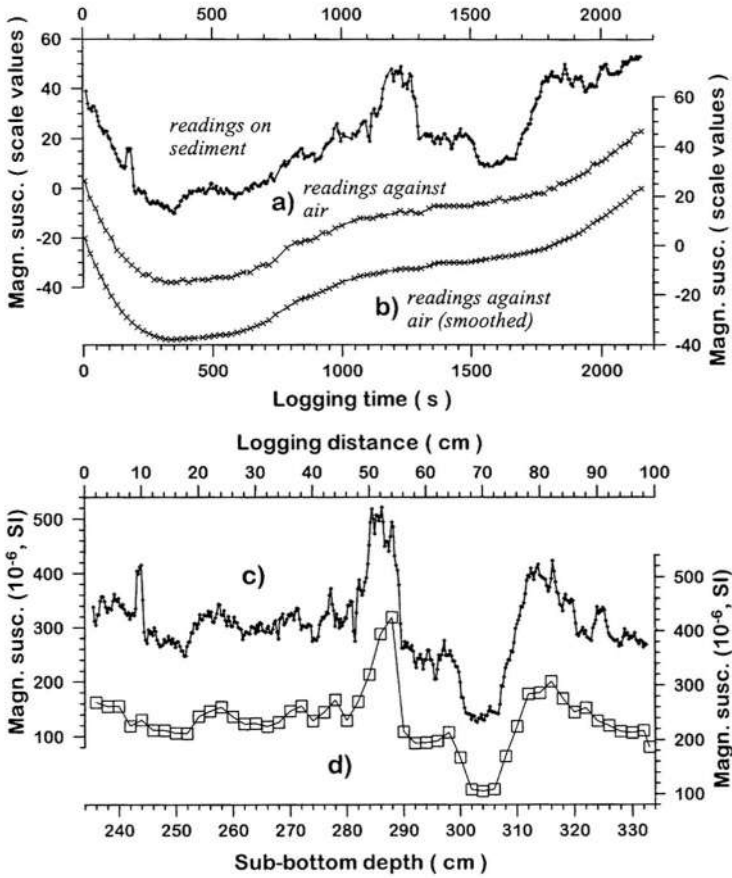 0 500 1000 1500 2000
Magn. susc. ( scale values)
60
40
20
0
-20
-40
readings on
sediment
a) readings against
air
b) readings against
air (smoothed)
60
40
20
0
-20
-40
Magn. susc. ( scale values)
0 500 1000 1500 2000
Logging time ( s )
Logging distance ( cm )
0 10 20 30 40 50 60 70 80 90 100
Magn. susc. (10⁻⁶, SI)
500
400
300
200
100
c)
d)
500
400
300
200
100
Magn. susc. (10⁻⁶, SI)
240 250 260 270 280 290 300 310 320 330
Sub-bottom depth ( cm )